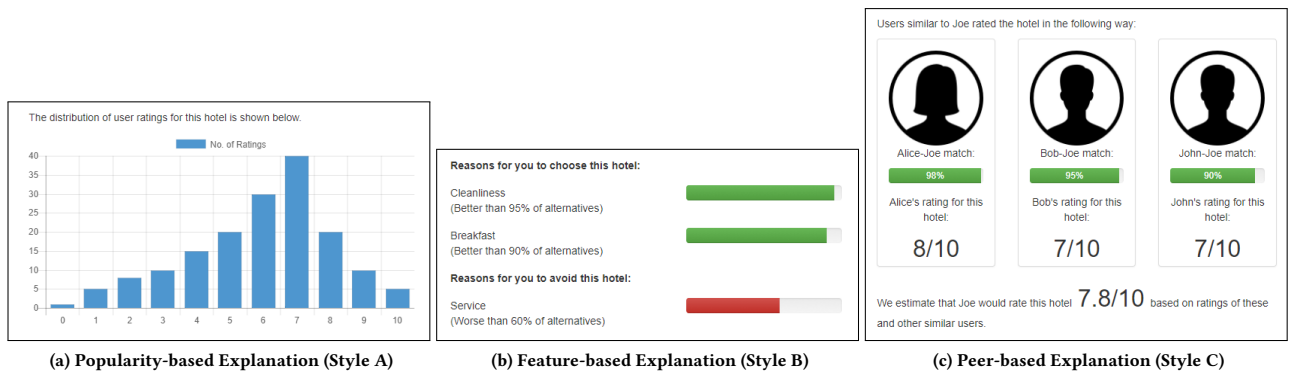 The distribution of user ratings for this hotel is shown below.
No. of Ratings
40
35
30
25
20
15
10
5
0
0 1 2 3 4 5 6 7 8 9 10
(a) Popularity-based Explanation (Style A)
Reasons for you to choose this hotel:
Cleanliness
(Better than 95% of alternatives)
Breakfast
(Better than 90% of alternatives)
Reasons for you to avoid this hotel:
Service
(Worse than 60% of alternatives)
(b) Feature-based Explanation (Style B)
Users similar to Joe rated the hotel in the following way:
Alice-Joe match:
98%
Alice's rating for this
hotel:
8/10
Bob-Joe match:
95%
Bob's rating for this
hotel:
7/10
John-Joe match:
90%
John's rating for this
hotel:
7/10
We estimate that Joe would rate this hotel 7.8/10 based on ratings of these
and other similar users.
(c) Peer-based Explanation (Style C)